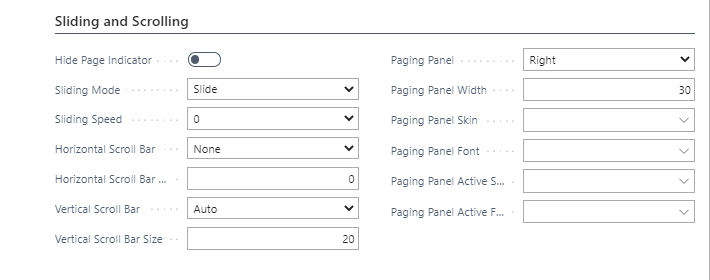 Sliding and Scrolling
Hide Page Indicator
Sliding Mode Slide
Sliding Speed 0
Horizontal Scroll Bar None
Horizontal Scroll Bar ... 0
Vertical Scroll Bar Auto
Vertical Scroll Bar Size 20
Paging Panel Right
Paging Panel Width 30
Paging Panel Skin
Paging Panel Font
Paging Panel Active S...
Paging Panel Active F...